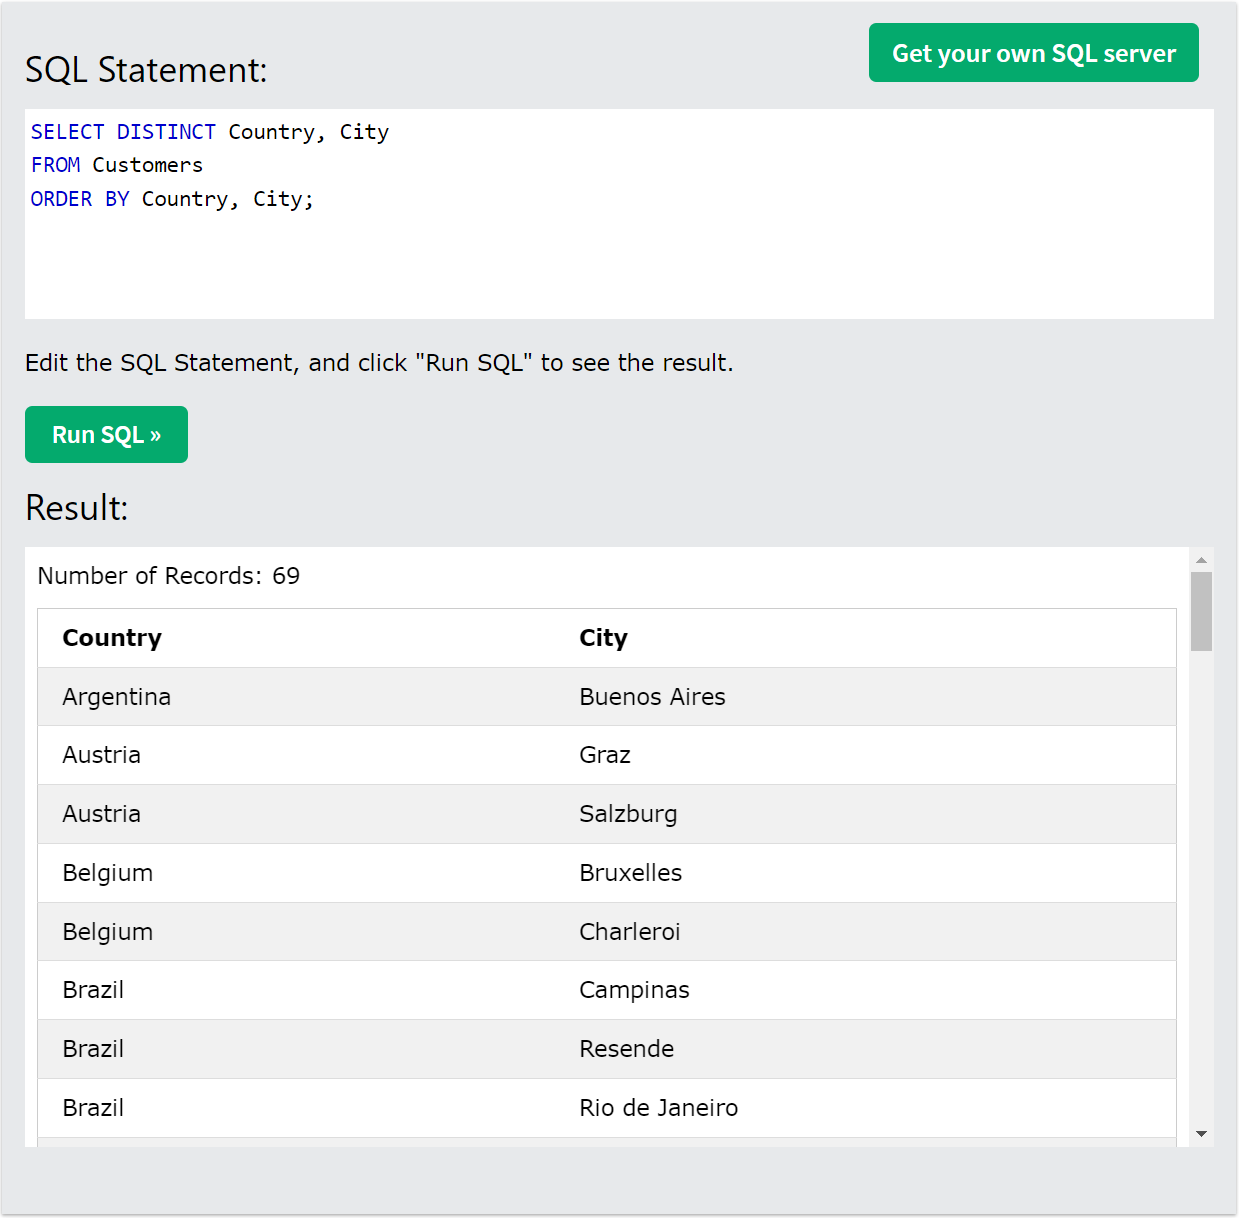 Get your own SQL server
SQL Statement:
SELECT DISTINCT Country, City
FROM Customers
ORDER BY Country, City;
Edit the SQL Statement, and click "Run SQL" to see the result.
Run SQL »
Result:
Number of Records: 69
Country City
Argentina Buenos Aires
Austria Graz
Austria Salzburg
Belgium Bruxelles
Belgium Charleroi
Brazil Campinas
Brazil Resende
Brazil Rio de Janeiro